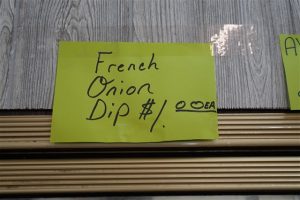 French
Onion
Dip $1.00EA
A